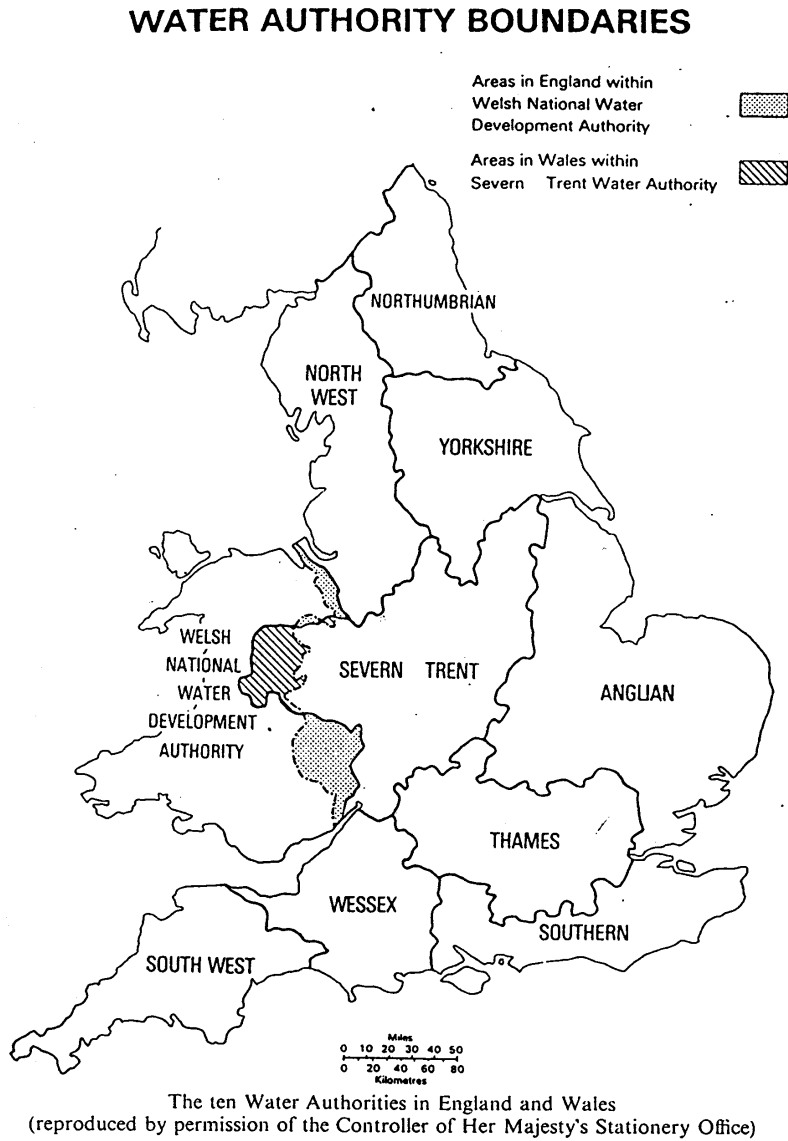 WATER AUTHORITY BOUNDARIES
Areas in England within
Welsh National Water
Development Authority
Areas in Wales within
Severn Trent Water Authority
NORTHUMBRIAN
NORTH
WEST
YORKSHIRE
WELSH
NATIONAL
WATER
DEVELOPMENT
AUTHORITY
SEVERN TRENT
ANGLIAN
THAMES
WESSEX
SOUTHERN
SOUTH WEST
Miles
0 10 20 30 40 50
0 20 40 60 80
Kilometres
The ten Water Authorities in England and Wales
(reproduced by permission of the Controller of Her Majesty's Stationery Office)